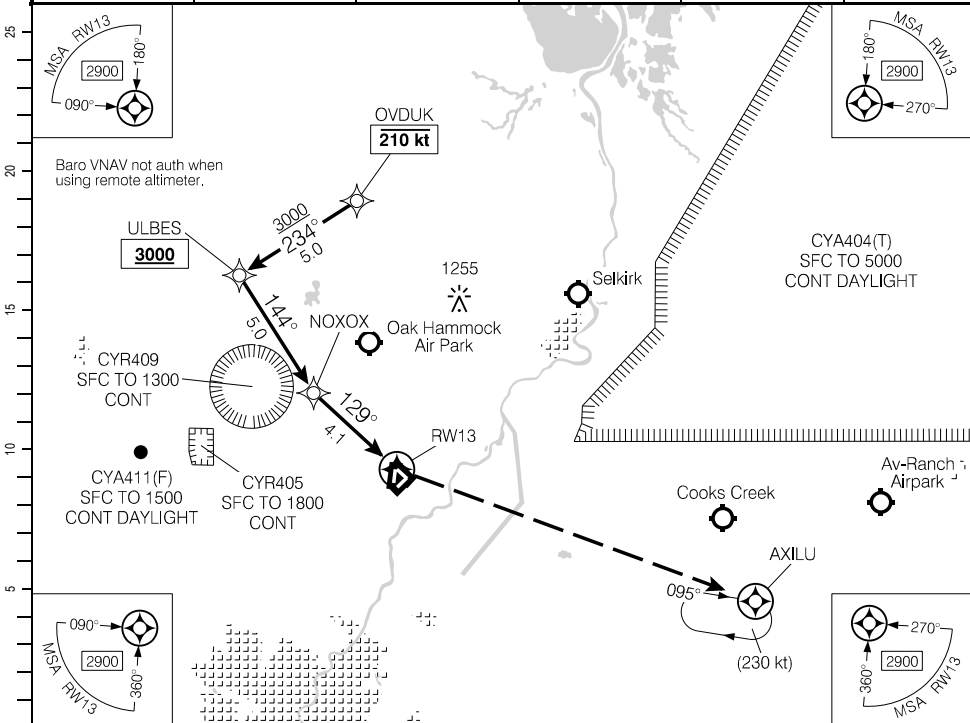 25
20
15
10
5
MSA RW13
2900
180°
090°
MSA RW13
2900
180°
270°
OVDUK
210 kt
Baro VNAV not auth when
using remote altimeter.
3000
234°
5.0
ULBES
3000
144°
5.0
NOXOX
1255
Selkirk
Oak Hammock
Air Park
CYA404(T)
SFC TO 5000
CONT DAYLIGHT
CYR409
SFC TO 1300
CONT
129°
4.1
RW13
CYA411(F)
SFC TO 1500
CONT DAYLIGHT
CYR405
SFC TO 1800
CONT
Cooks Creek
Av-Ranch
Airpark
AXILU
095°
(230 kt)
090°
2900
360°
MSA RW13
270°
2900
360°
MSA RW13